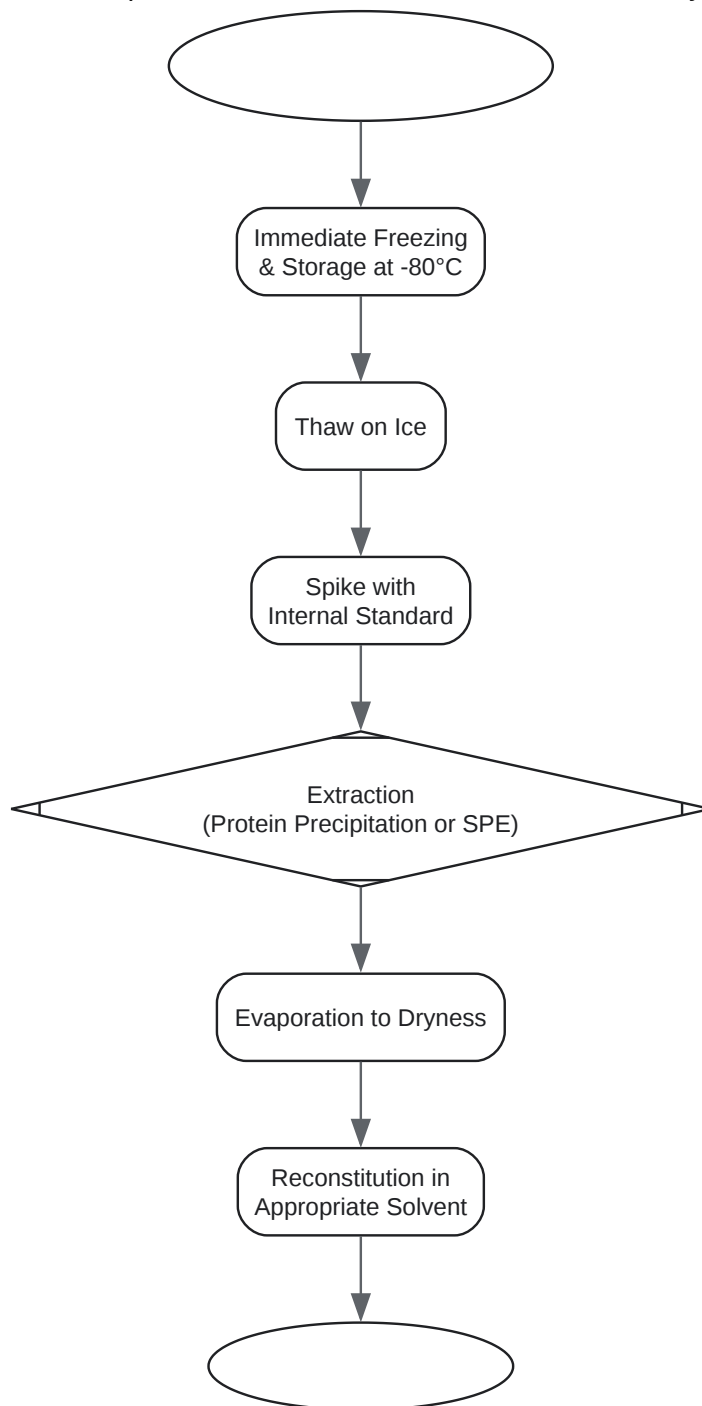 Immediate Freezing
& Storage at -80°C
Thaw on Ice
Spike with
Internal Standard
Extraction
(Protein Precipitation or SPE)
Evaporation to Dryness
Reconstitution in
Appropriate Solvent